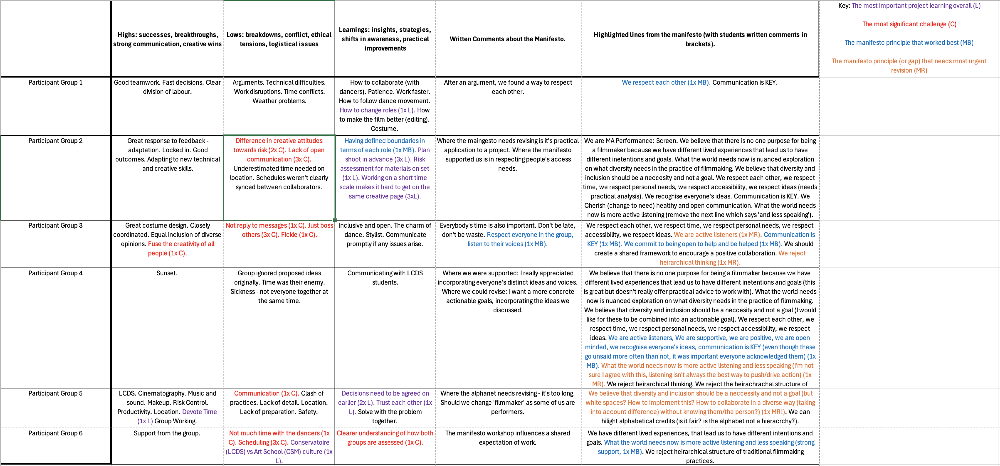 Highs: successes, breakthroughs,
strong communication, creative wins
Lows: breakdowns, conflict, ethical
tensions, logistical issues
Learnings: insights, strategies,
shifts in awareness, practical
improvements
Written Comments about the Manifesto.
Highlighted lines from the manifesto (with students written comments in
brackets).
Key: The most important project learning overall (L)
The most significant challenge (C)
The manifesto principle that worked best (MB)
The manifesto principle (or gap) that needs most urgent
revision (MR)
Participant Group 1
Good teamwork. Fast decisions. Clear
division of labour.
Arguments. Technical difficulties.
Work disruptions. Time conflicts.
Weather problems.
How to collaborate (with
dancers). Patience. Work faster.
How to follow dance movement.
How to change roles (1x L). How
to make the film better (editing).
Costume.
After an argument, we found a way to respect
each other.
We respect each other (1x MB). Communication is KEY.
Participant Group 2
Great response to feedback -
adaptation. Locked in. Good
outcomes. Adapting to new technical
and creative skills.
Difference in creative attitudes
towards risk (2x C). Lack of open
communication (3x C).
Underestimated time needed on
location. Schedules weren't clearly
synced between collaborators.
Having defined boundaries in
terms of each role (1x MB). Plan
shoot in advance (3x L). Risk
assessment for materials on set
(1x L). Working on a short time
scale makes it hard to get on the
same creative page (3xL).
Where the maingesto needs revising is it's practical
application to a project. Where the manifesto
supported us is in respecting people's access
needs.
We are MA Performance: Screen. We believe that there is no one purpose for being
a filmmaker because we have different lived experiences that lead us to have
different inetentions and goals. What the world needs now is nuanced exploration
on what diversity needs in the practice of filmmaking. We believe that diversity and
inclusion should be a neccesity and not a goal. We respect each other, we respect
time, we respect personal needs, we respect accessibility, we respect ideas (needs
practical analysis). We recognise everyone's ideas. Communication is KEY. We
Cherish (change to need) healthy and open communication. What the world needs
now is more active listening (remove the next line which says 'and less speaking').
Participant Group 3
Great costume design. Closely
coordinated. Equal inclusion of diverse
opinions. Fuse the creativity of all
people (1x C).
Not reply to messages (1x C). Just boss
others (3x C). Fickle (1x C).
Inclusive and open. The charm of
dance. Stylist. Communicate
promptly if any issues arise.
Everybody's time is also important. Don't be late,
don't be waste. Respect everyone in the group,
listen to their voices (1x MB).
We respect each other, we respect time, we respect personal needs, we respect
accessibility, we respect ideas. We are active listeners (1x MR). Communication is
KEY (1x MB). We commit to being open to help and be helped (1x MB). We should
create a shared framework to encourage a positive collaboration. We reject
heirarchical thinking (1x MR).
Participant Group 4
Sunset.
Group ignored proposed ideas
originally. Time was their enemy.
Sickness - not everyone together at
the same time.
Communicating with LCDS
students.
Where we were supported: I really appreciated
incorporating everyone's distinct ideas and voices.
Where we could revise: I want a more concrete
actionable goals, incorporating the ideas we
discussed.
We believe that there is no one purpose for being a filmmaker because we have
different lived experiences that lead us to have different inetentions and goals (this
is great but doesn't really offer practical advice to work with). What the world needs
now is nuanced exploration on what diversity needs in the practice of filmmaking.
We believe that diversity and inclusion should be a neccesity and not a goal (I would
like for these to be combined into an actionable goal). We respect each other, we
respect time, we respect personal needs, we respect accessibility, we respect
ideas. We are active listeners, We are supportive, we are positive, we are open
minded, we recognise everyone's ideas, communication is KEY (even though these
go unsaid more often than not, it was important everyone acknowledged them) (1x
MB). What the world needs now is more active listening and less speaking (I'm not
sure I agree with this, listening isn't always the best way to push/drive action) (1x
MR). We reject heirarchical thinking. We reject the heirachrachal structure of
Participant Group 5
LCDS. Cinematography. Music and
sound. Makeup. Risk Control.
Productivity. Location. Devote Time
(1x L) Group Working.
Communication (1x C). Clash of
practices. Lack of detail. Location.
Lack of preparation. Safety.
Decisions need to be agreed on
earlier (2x L). Trust each other (1x
L). Solve with the problem
together.
Where the alphanet needs revising - it's too long.
Should we change 'filmmaker' as some of us are
performers.
We believe that diversity and inclusion should be a neccessity and not a goal (but
white spaces? How to implement this? How to collaborate in a diverse way (taking
into account difference) without knowing them/the person?) (1x MR!). We can
hilight alphabetical credits (is it fair? is the alphabet not a hieracrchy?).
Participant Group 6
Support from the group.
Not much time with the dancers (1x
C). Scheduling (3x C). Conservatoire
(LCDS) vs Art School (CSM) culture (1x
L).
Clearer understanding of how both
groups are assessed (1x C).
The manifesto workshop influences a shared
expectation of work.
We have different lived experiences, that lead us to have different intentions and
goals. What the world needs now is more active listening and less speaking (strong
support, 1x MB). We reject heirarchical structure of traditional filmmaking
practices.